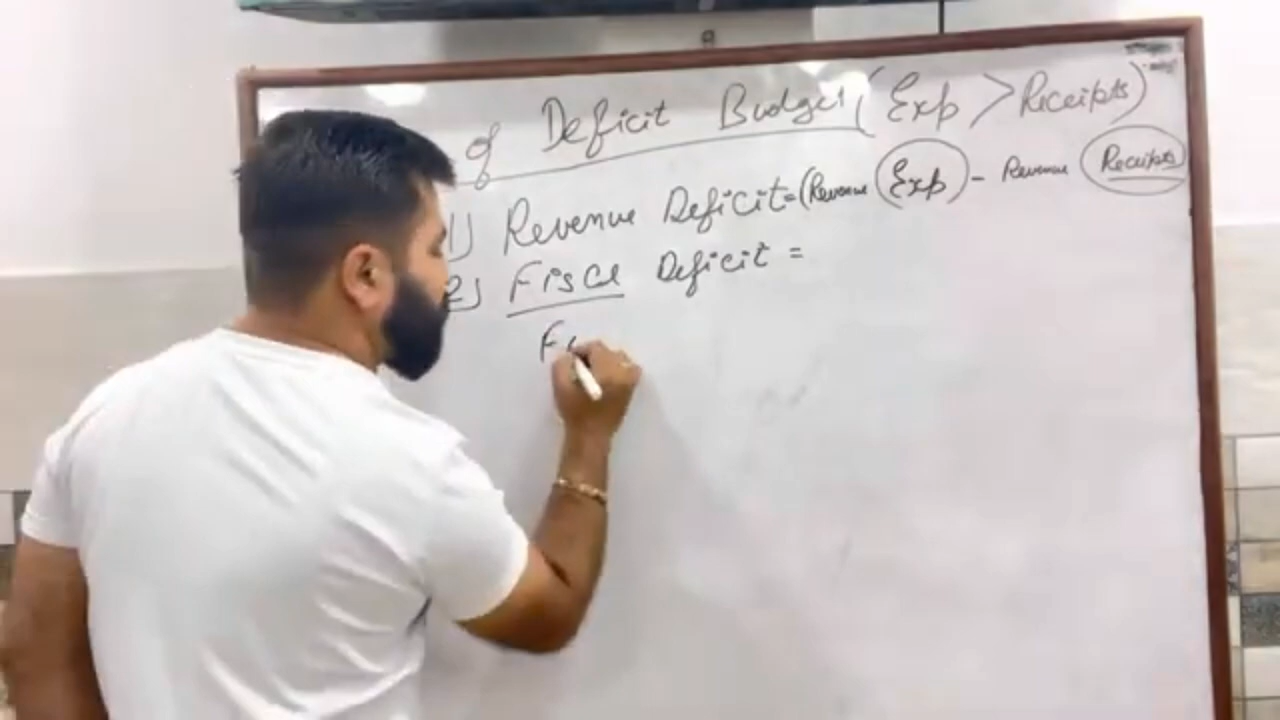 of Deficit Budget (Exp > Receipts)
1) Revenue Deficit = (Revenue Exp - Revenue Receipts
2) Fiscal Deficit =